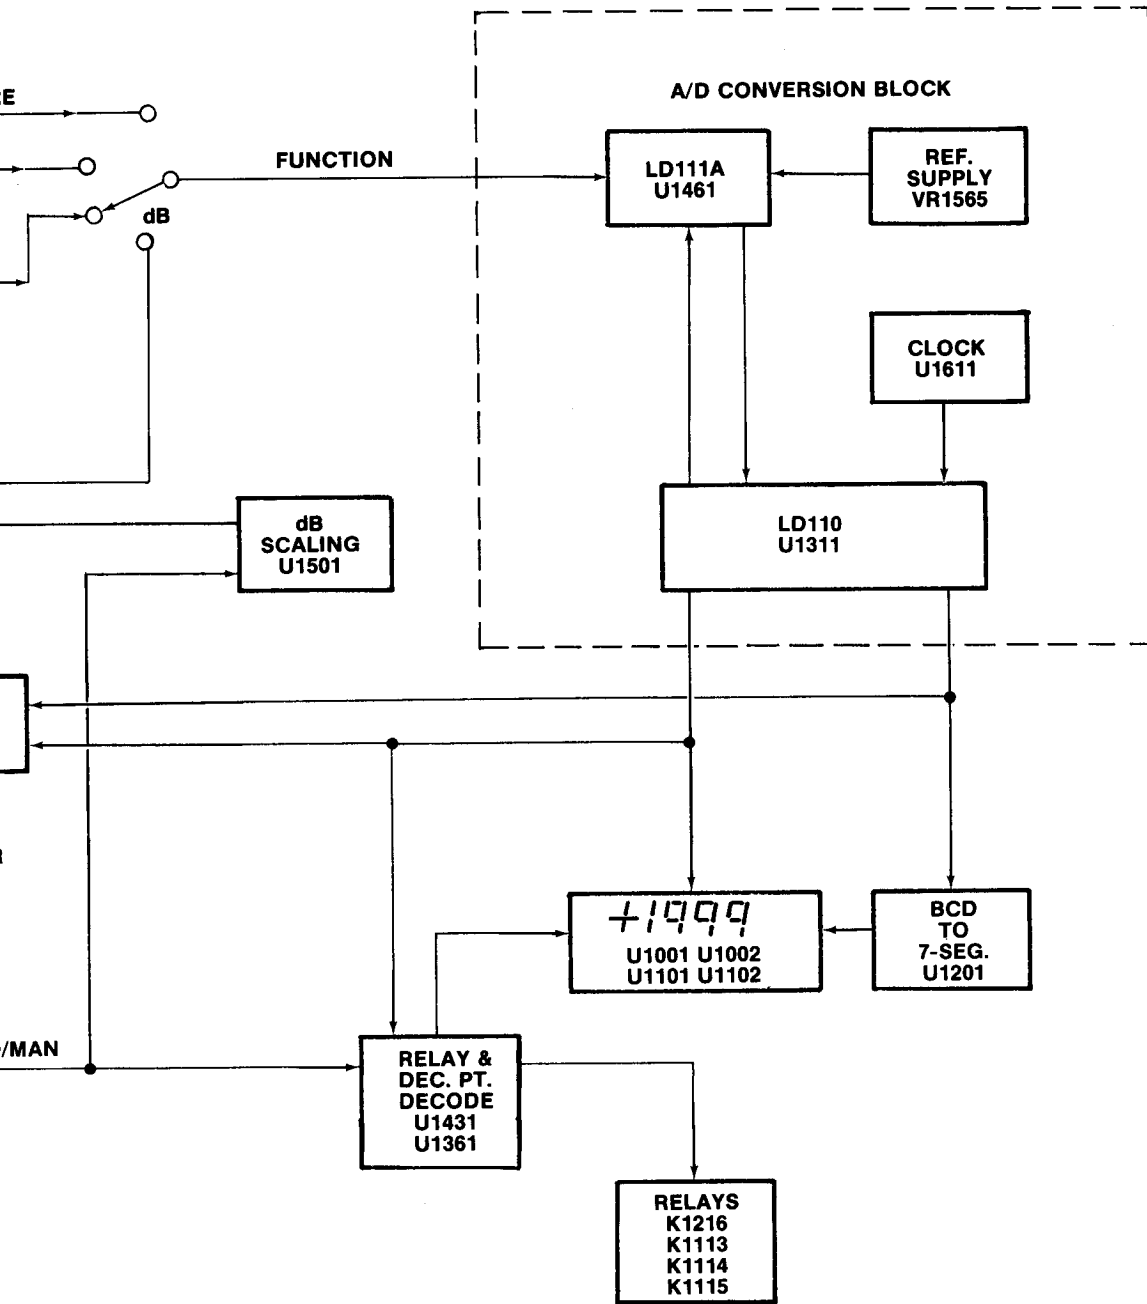 A/D CONVERSION BLOCK
FUNCTION
dB
LD111A
U1461
REF.
SUPPLY
VR1565
CLOCK
U1611
LD110
U1311
dB
SCALING
U1501
+1999
U1001 U1002
U1101 U1102
BCD
TO
7-SEG.
U1201
/MAN
RELAY &
DEC. PT.
DECODE
U1431
U1361
RELAYS
K1216
K1113
K1114
K1115